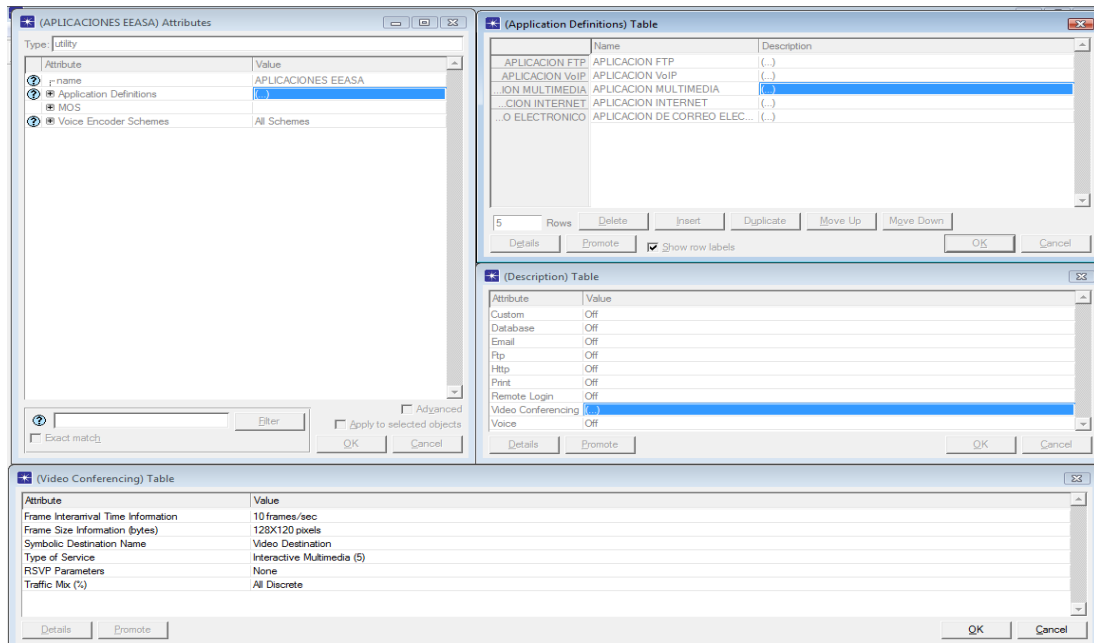 (APLICACIONES EEASA) Attributes
Type: utility
Attribute Value
name APLICACIONES EEASA
Application Definitions (...)
MOS
Voice Encoder Schemes All Schemes
Advanced
Filter
Apply to selected objects
Exact match
OK Cancel
(Application Definitions) Table
Name Description
APLICACION FTP APLICACION FTP (...)
APLICACION VoIP APLICACION VoIP (...)
...ION MULTIMEDIA APLICACION MULTIMEDIA (...)
...CION INTERNET APLICACION INTERNET (...)
...O ELECTRONICO APLICACION DE CORREO ELEC... (...)
5 Rows Delete Insert Duplicate Move Up Move Down
Details Promote Show row labels OK Cancel
(Description) Table
Attribute Value
Custom Off
Database Off
Email Off
Ftp Off
Http Off
Print Off
Remote Login Off
Video Conferencing (...)
Voice Off
Details Promote OK Cancel
(Video Conferencing) Table
Attribute Value
Frame Interarrival Time Information 10 frames/sec
Frame Size Information (bytes) 128X120 pixels
Symbolic Destination Name Video Destination
Type of Service Interactive Multimedia (5)
RSVP Parameters None
Traffic Mix (%) All Discrete
Details Promote OK Cancel